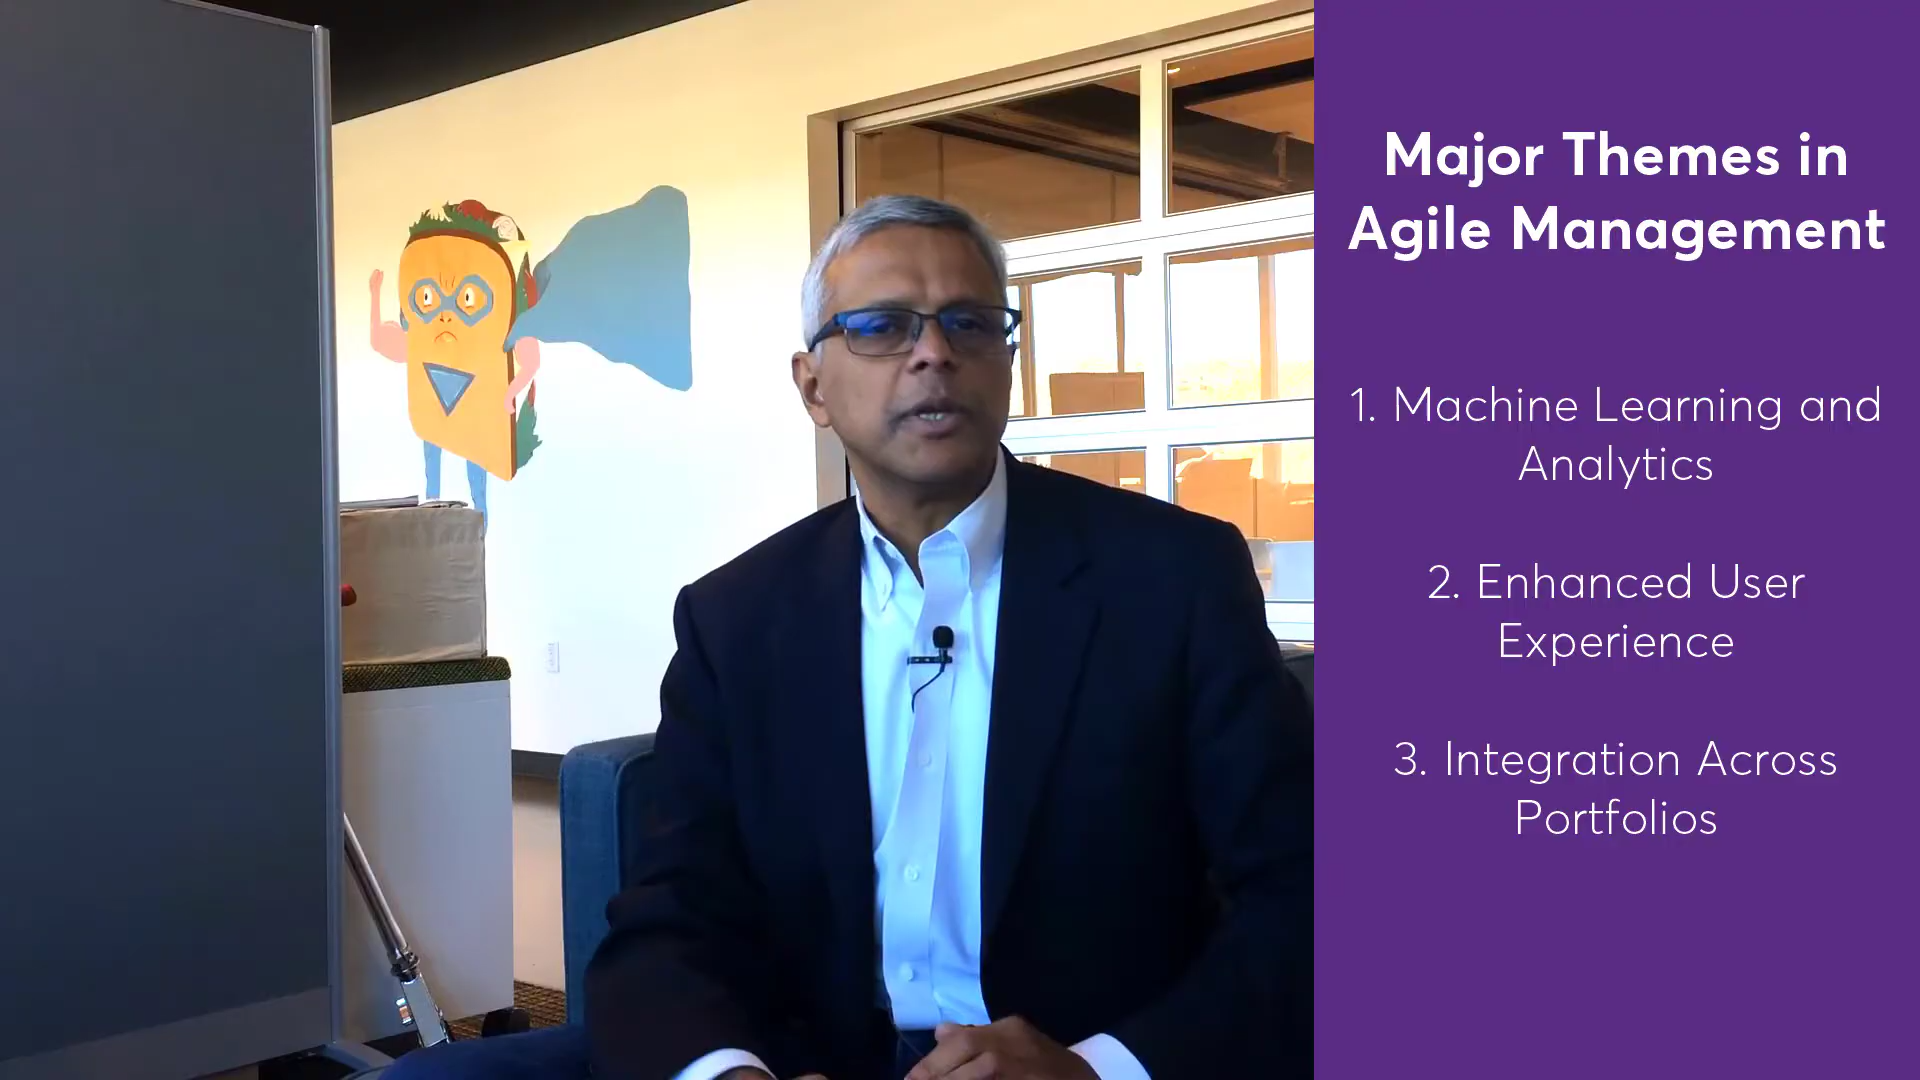 Major Themes in
Agile Management
1. Machine Learning and
Analytics
2. Enhanced User
Experience
3. Integration Across
Portfolios